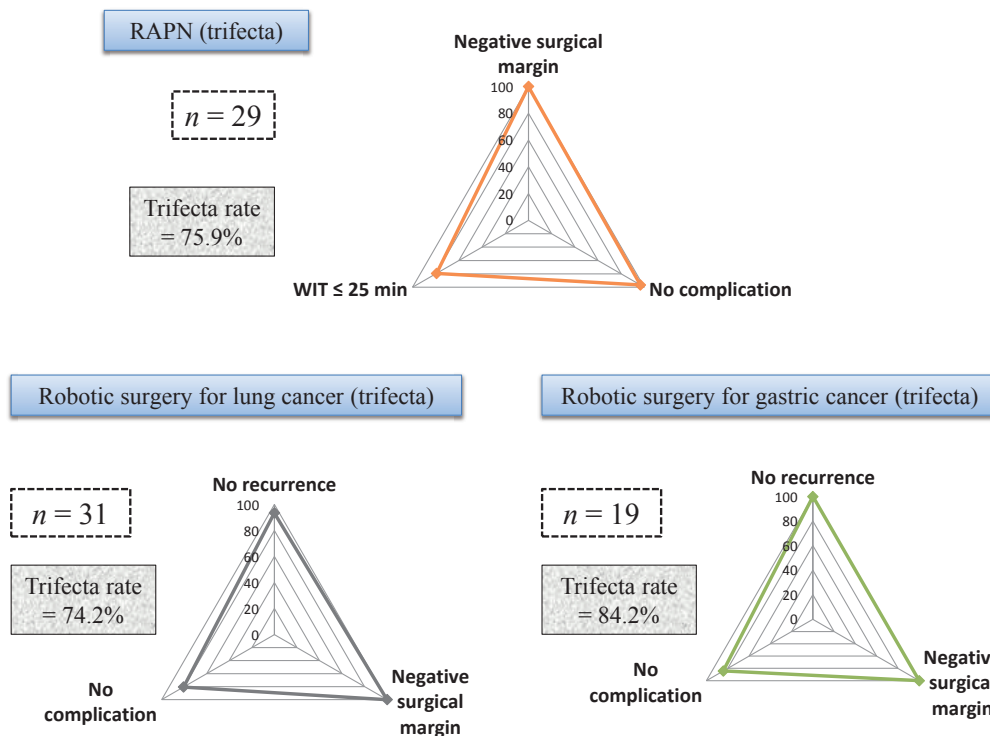 RAPN (trifecta)
n = 29
Trifecta rate
= 75.9%
Negative surgical
margin
100
80
60
40
20
0
WIT ≤ 25 min
No complication
Robotic surgery for lung cancer (trifecta)
n = 31
Trifecta rate
= 74.2%
No recurrence
100
80
60
40
20
0
No
complication
Negative
surgical
margin
Robotic surgery for gastric cancer (trifecta)
n = 19
Trifecta rate
= 84.2%
No recurrence
100
80
60
40
20
0
No
complication
Negative
surgical
margin